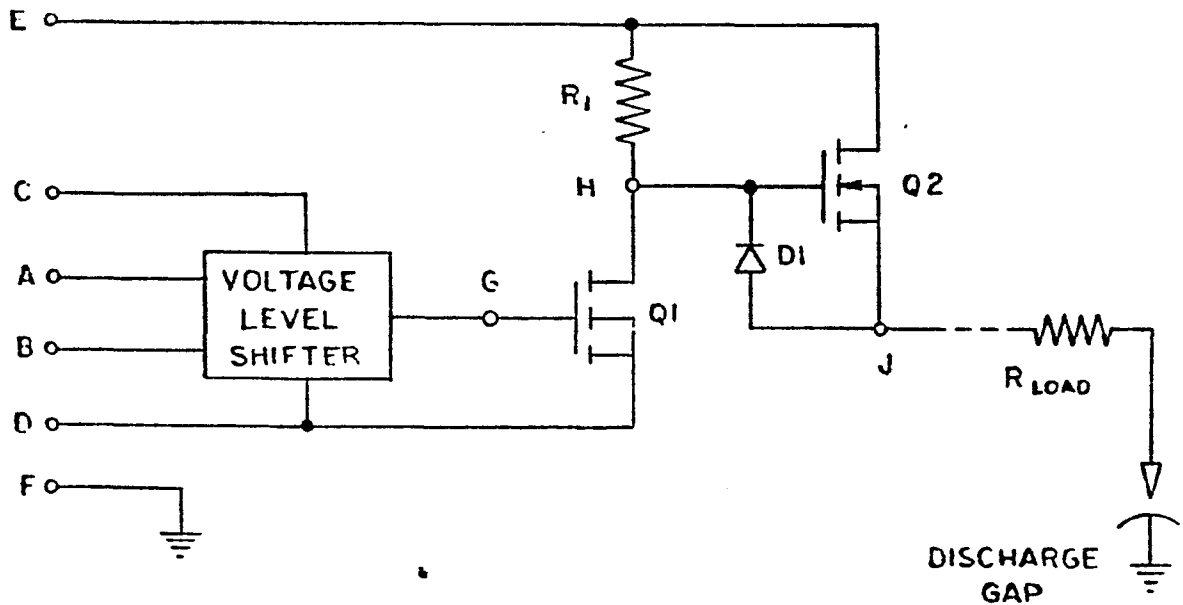 E
R1
C
H
Q2
A
VOLTAGE
LEVEL
SHIFTER
G
D1
Q1
B
J
RLOAD
D
F
DISCHARGE
GAP